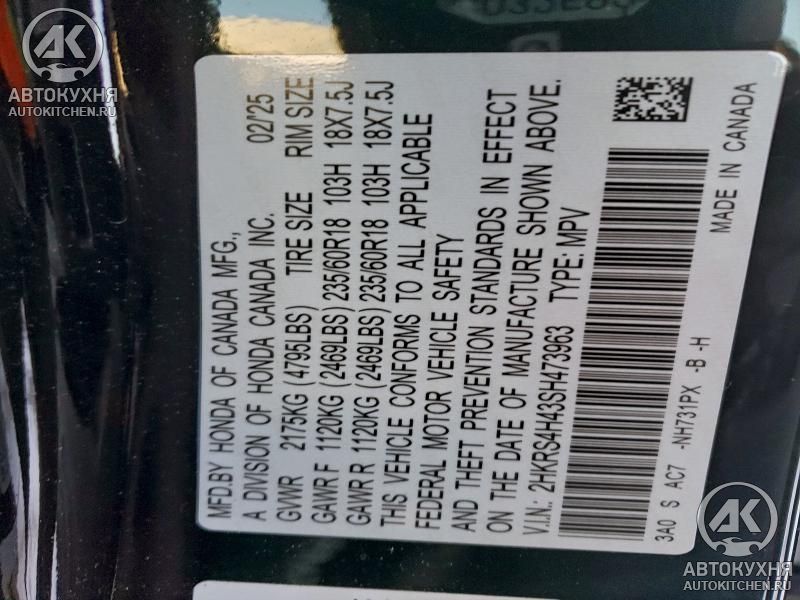 MFD.BY HONDA OF CANADA MFG.,
A DIVISION OF HONDA CANADA INC. 02/'25
GVWR 2175KG (4795LBS) TIRE SIZE RIM SIZE
GAWR F 1120KG (2469LBS) 235/60R18 103H 18X7.5J
GAWR R 1120KG (2469LBS) 235/60R18 103H 18X7.5J
THIS VEHICLE CONFORMS TO ALL APPLICABLE
FEDERAL MOTOR VEHICLE SAFETY
AND THEFT PREVENTION STANDARDS IN EFFECT
ON THE DATE OF MANUFACTURE SHOWN ABOVE.
V.I.N.: 2HKRS4H43SH473963 TYPE: MPV
3A0 S AC7 -NH731PX -B -H MADE IN CANADA
АК
АВТОКУХНЯ
AUTOKITCHEN.RU
АК
АВТОКУХНЯ
AUTOKITCHEN.RU